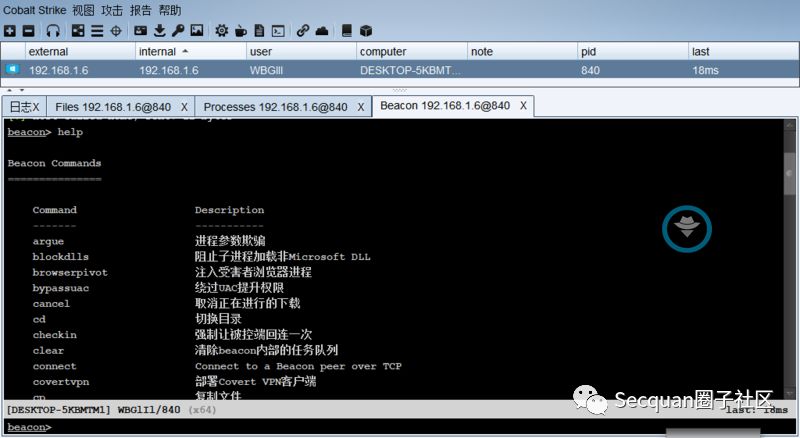 Cobalt Strike 视图 攻击 报告 帮助
external internal user computer note pid last
192.168.1.6 192.168.1.6 WBGlll DESKTOP-5KBMT... 840 18ms
日志X Files 192.168.1.6@840 X Processes 192.168.1.6@840 X Beacon 192.168.1.6@840 X
beacon> help
Beacon Commands
===============
Command Description
------- -----------
argue 进程参数欺骗
blockdlls 阻止子进程加载非Microsoft DLL
browserpivot 注入受害者浏览器进程
bypassuac 绕过UAC提升权限
cancel 取消正在进行的下载
cd 切换目录
checkin 强制让被控端回连一次
clear 清除beacon内部的任务队列
connect Connect to a Beacon peer over TCP
covertvpn 部署Covert VPN客户端
cp 复制文件
Secquan圈子社区
[DESKTOP-5KBMTM1] WBGlIl/840 (x64) last: 18ms
beacon>